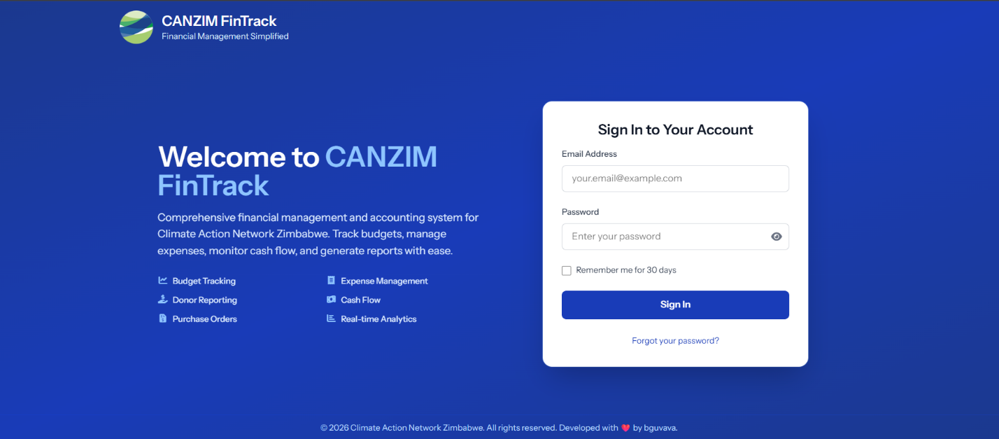 CANZIM FinTrack
Financial Management Simplified
Welcome to CANZIM
FinTrack
Comprehensive financial management and accounting system for
Climate Action Network Zimbabwe. Track budgets, manage
expenses, monitor cash flow, and generate reports with ease.
Budget Tracking
Expense Management
Donor Reporting
Cash Flow
Purchase Orders
Real-time Analytics
Sign In to Your Account
Email Address
your.email@example.com
Password
Enter your password
Remember me for 30 days
Sign In
Forgot your password?
© 2026 Climate Action Network Zimbabwe. All rights reserved. Developed with ❤️ by bguvava.